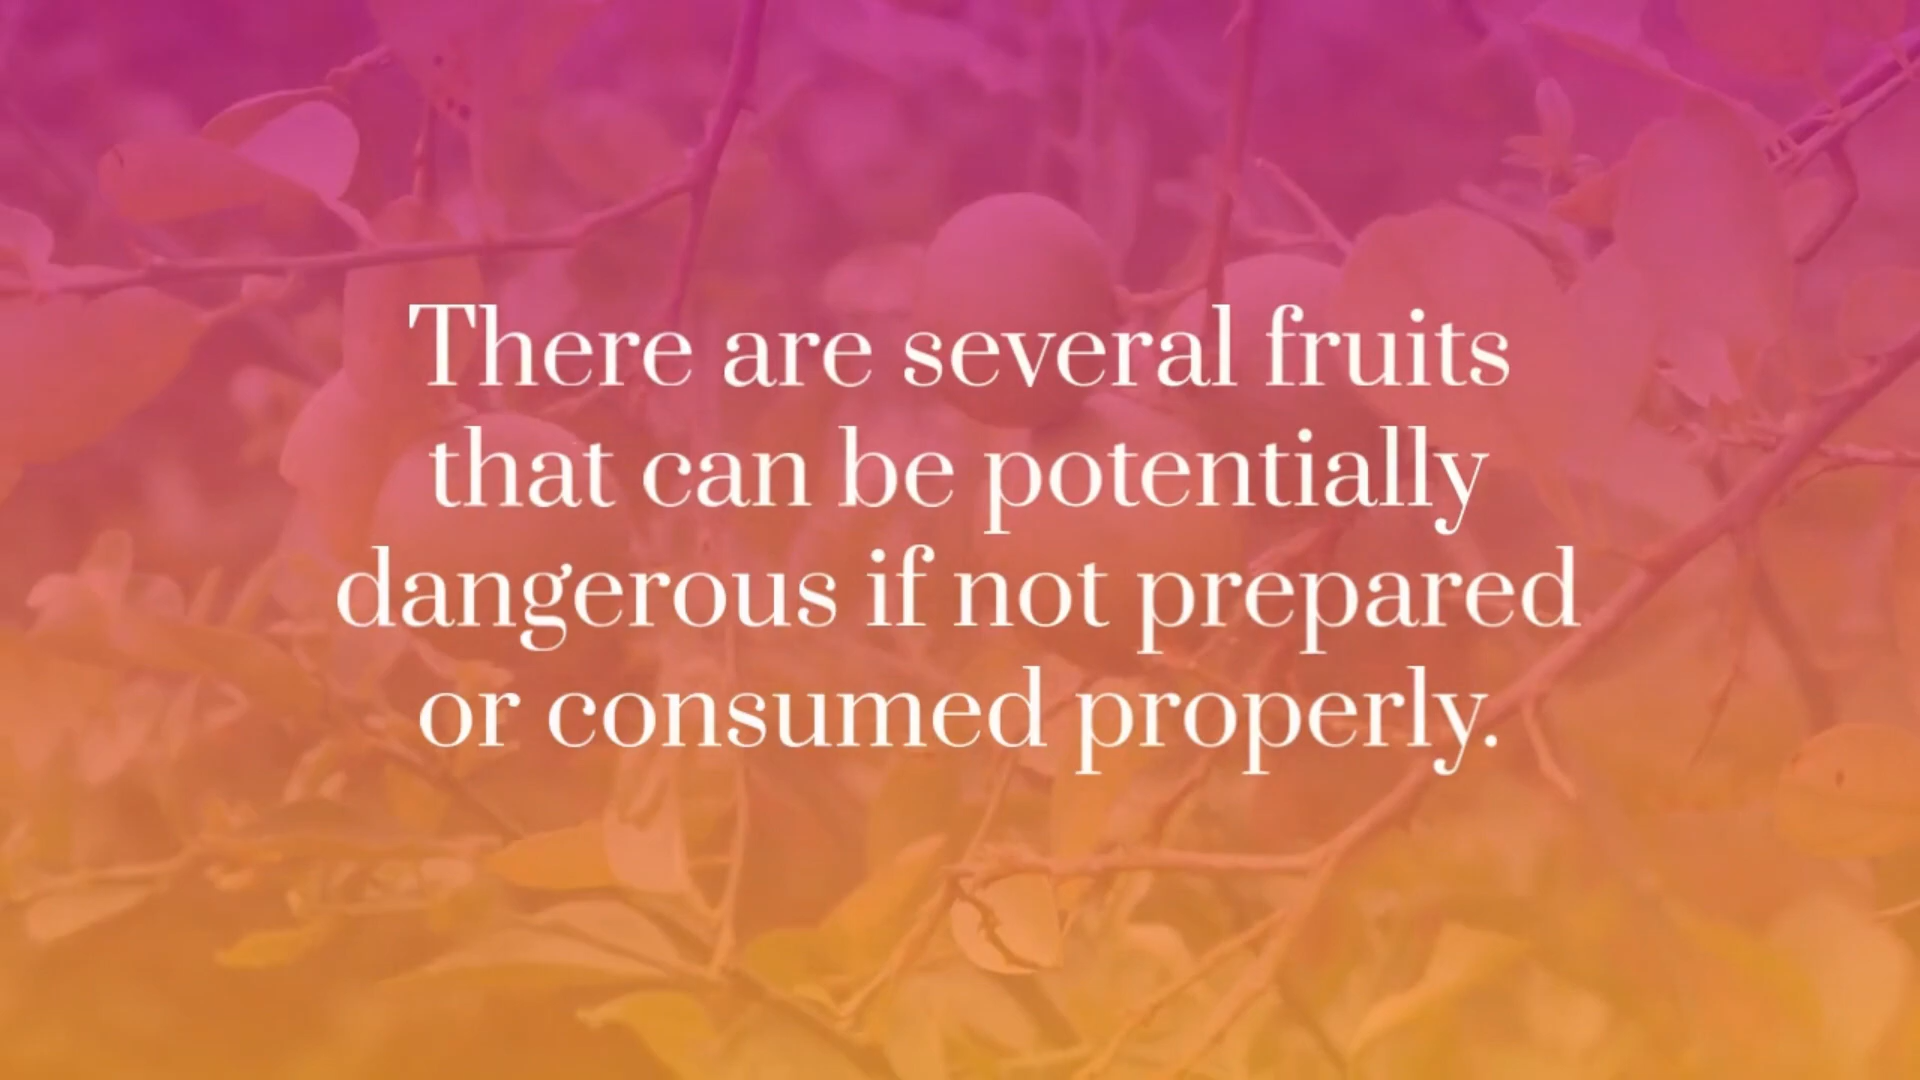 There are several fruits
that can be potentially
dangerous if not prepared
or consumed properly.